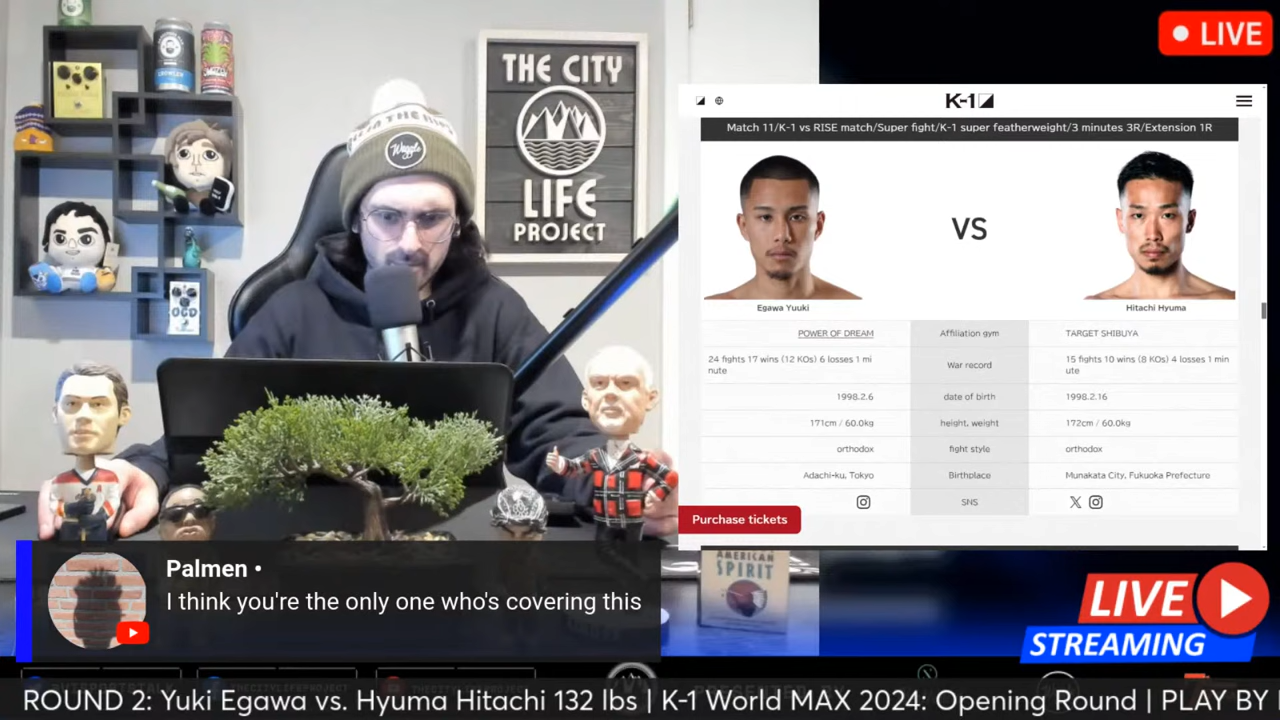 LIVE
THE CITY
LIFE
PROJECT
Waggle
OCD
K-1
Match 11/K-1 vs RISE match/Super fight/K-1 super featherweight/3 minutes 3R/Extension 1R
VS
Egawa Yuuki
Hitachi Hyuma
POWER OF DREAM
Affiliation gym
TARGET SHIBUYA
24 fights 17 wins (12 KOs) 6 losses 1 mi
nute
War record
15 fights 10 wins (8 KOs) 4 losses 1 min
ute
1998.2.6
date of birth
1998.2.16
171cm / 60.0kg
height, weight
172cm / 60.0kg
orthodox
fight style
orthodox
Adachi-ku, Tokyo
Birthplace
Munakata City, Fukuoka Prefecture
SNS
Purchase tickets
AMERICAN
SPIRIT
Palmen •
I think you're the only one who's covering this
LIVE
STREAMING
ROUND 2: Yuki Egawa vs. Hyuma Hitachi 132 lbs | K-1 World MAX 2024: Opening Round | PLAY BY